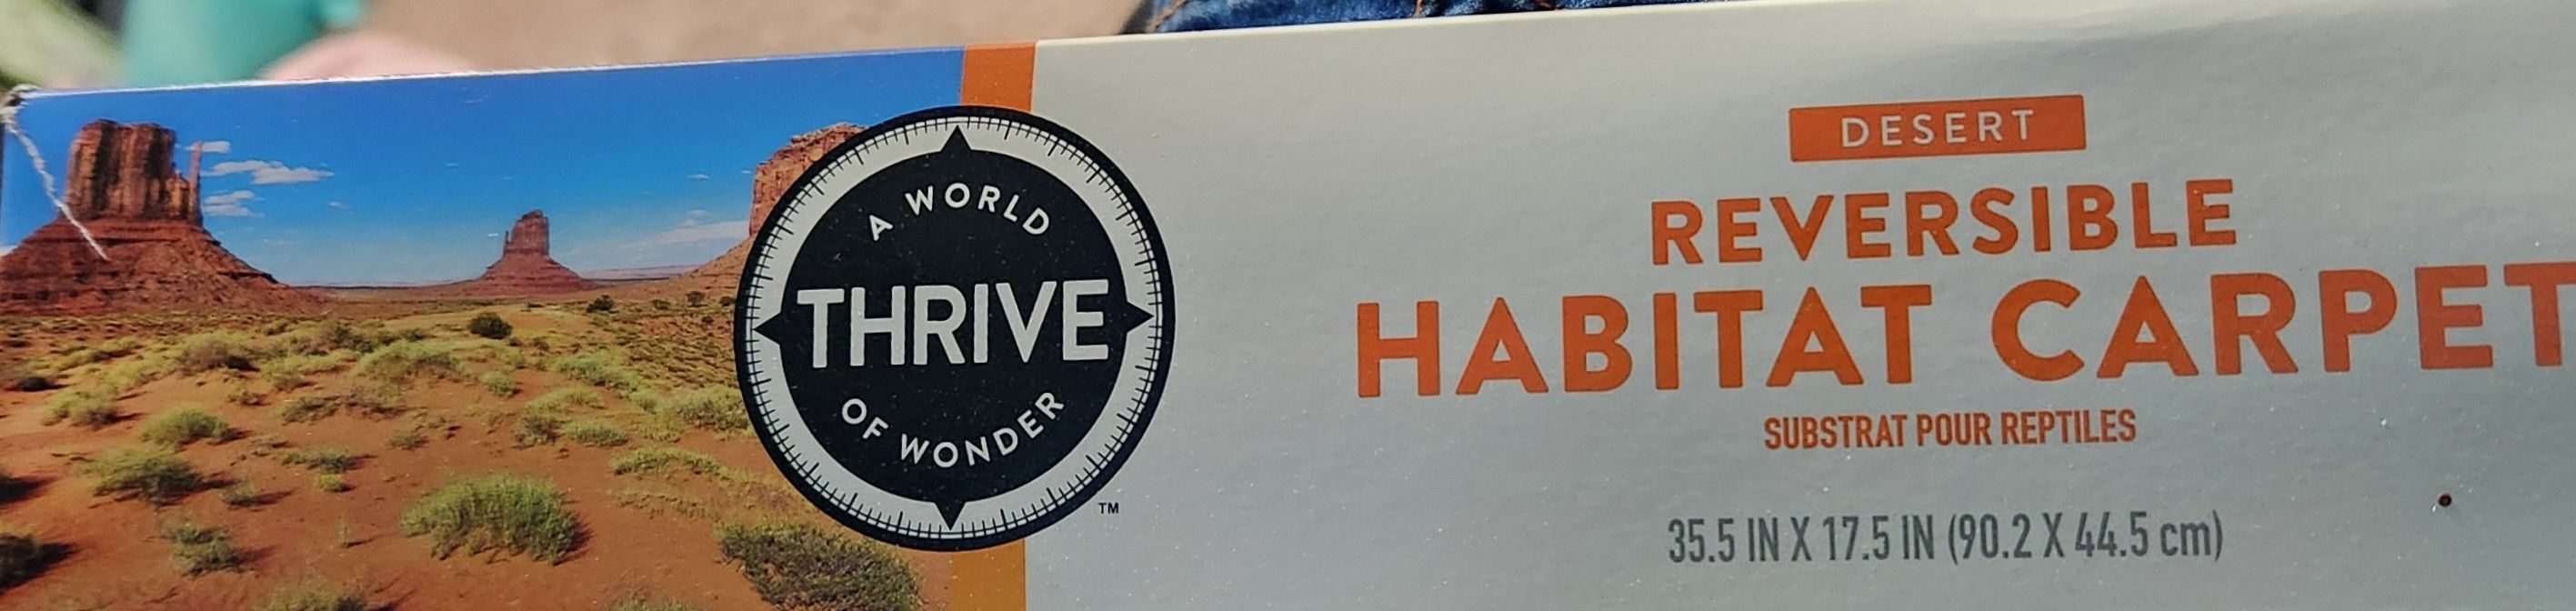 A WORLD
THRIVE
OF WONDER
TM
DESERT
REVERSIBLE
HABITAT CARPET
SUBSTRAT POUR REPTILES
35.5 IN X 17.5 IN (90.2 X 44.5 cm)